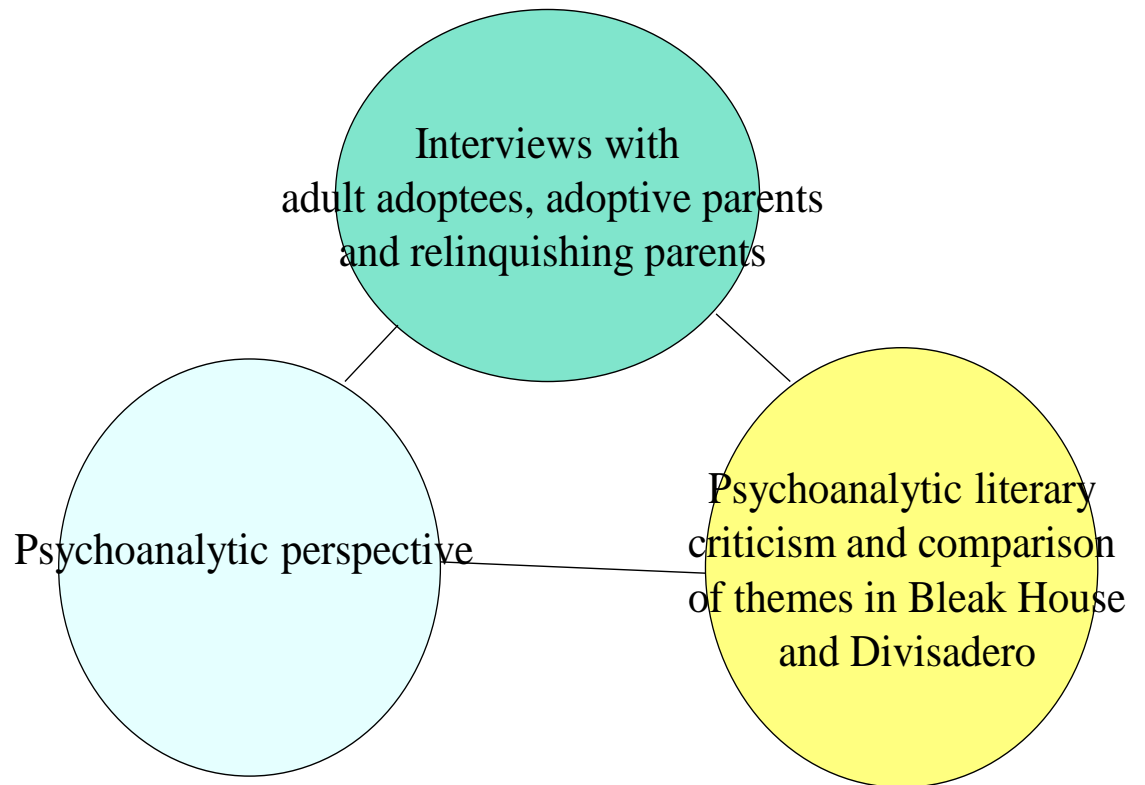 Interviews with
adult adoptees, adoptive parents
and relinquishing parents
Psychoanalytic perspective
Psychoanalytic literary
criticism and comparison
of themes in Bleak House
and Divisadero